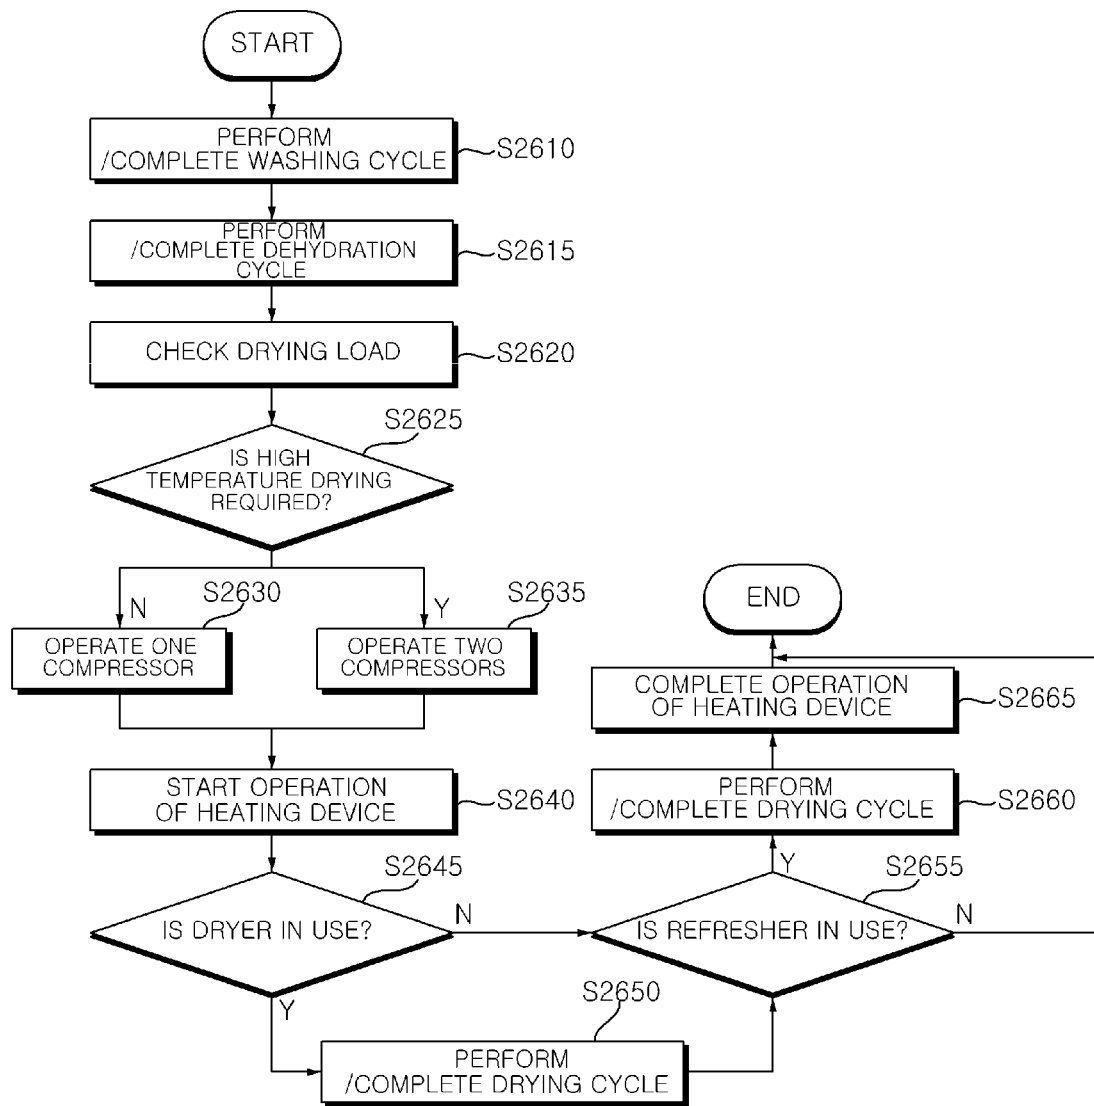 START
PERFORM
/COMPLETE WASHING CYCLE
S2610
PERFORM
/COMPLETE DEHYDRATION
CYCLE
S2615
CHECK DRYING LOAD
S2620
S2625
IS HIGH
TEMPERATURE DRYING
REQUIRED?
N
S2630
OPERATE ONE
COMPRESSOR
Y
S2635
OPERATE TWO
COMPRESSORS
START OPERATION
OF HEATING DEVICE
S2640
S2645
IS DRYER IN USE?
N
Y
S2650
PERFORM
/COMPLETE DRYING CYCLE
S2655
IS REFRESHER IN USE?
N
Y
PERFORM
/COMPLETE DRYING CYCLE
S2660
COMPLETE OPERATION
OF HEATING DEVICE
S2665
END